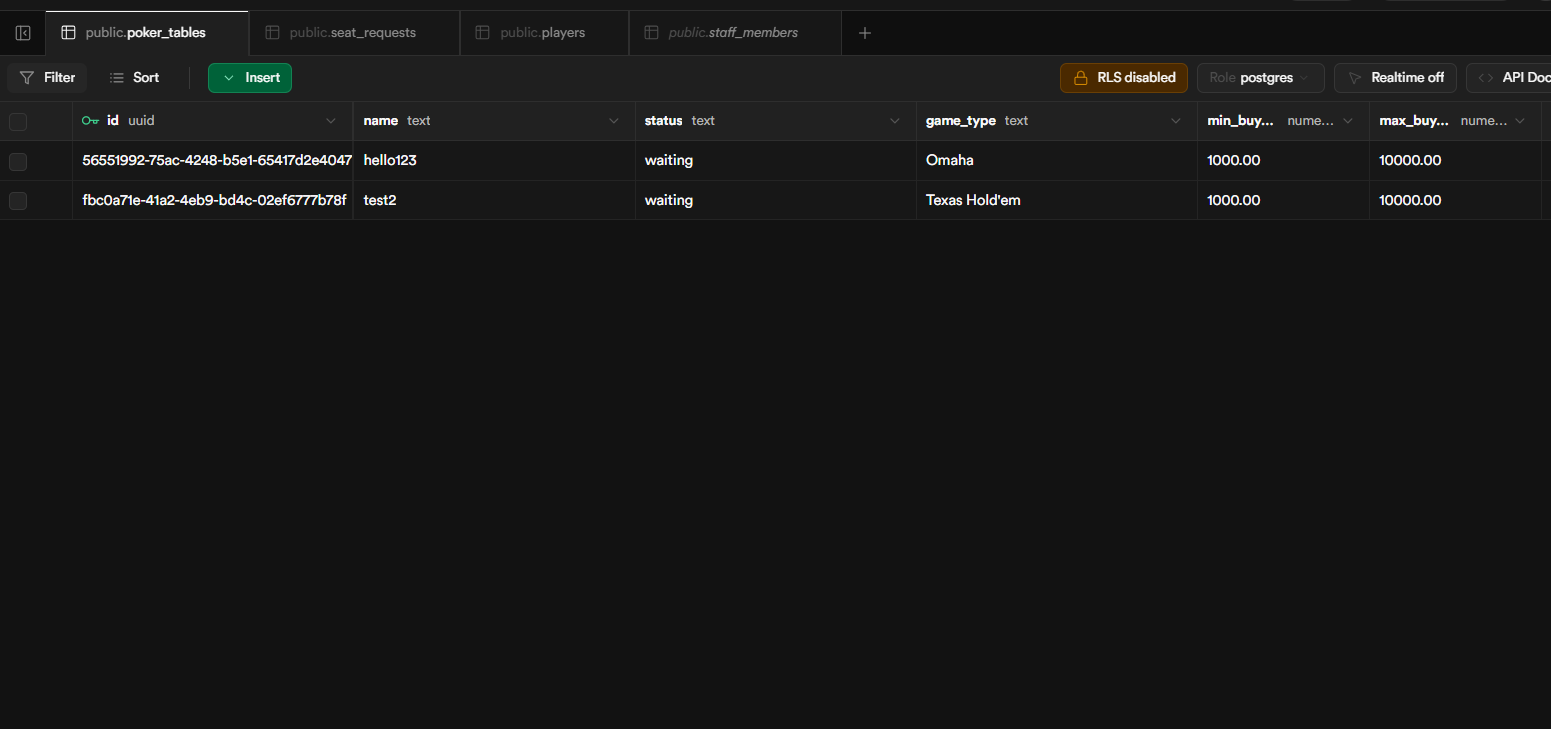 public.poker_tables public.seat_requests public.players public.staff_members
Filter Sort Insert RLS disabled Role postgres Realtime off API Doc
id uuid name text status text game_type text min_buy... nume... max_buy... nume...
56551992-75ac-4248-b5e1-65417d2e4047 hello123 waiting Omaha 1000.00 10000.00
fbc0a71e-41a2-4eb9-bd4c-02ef6777b78f test2 waiting Texas Hold'em 1000.00 10000.00